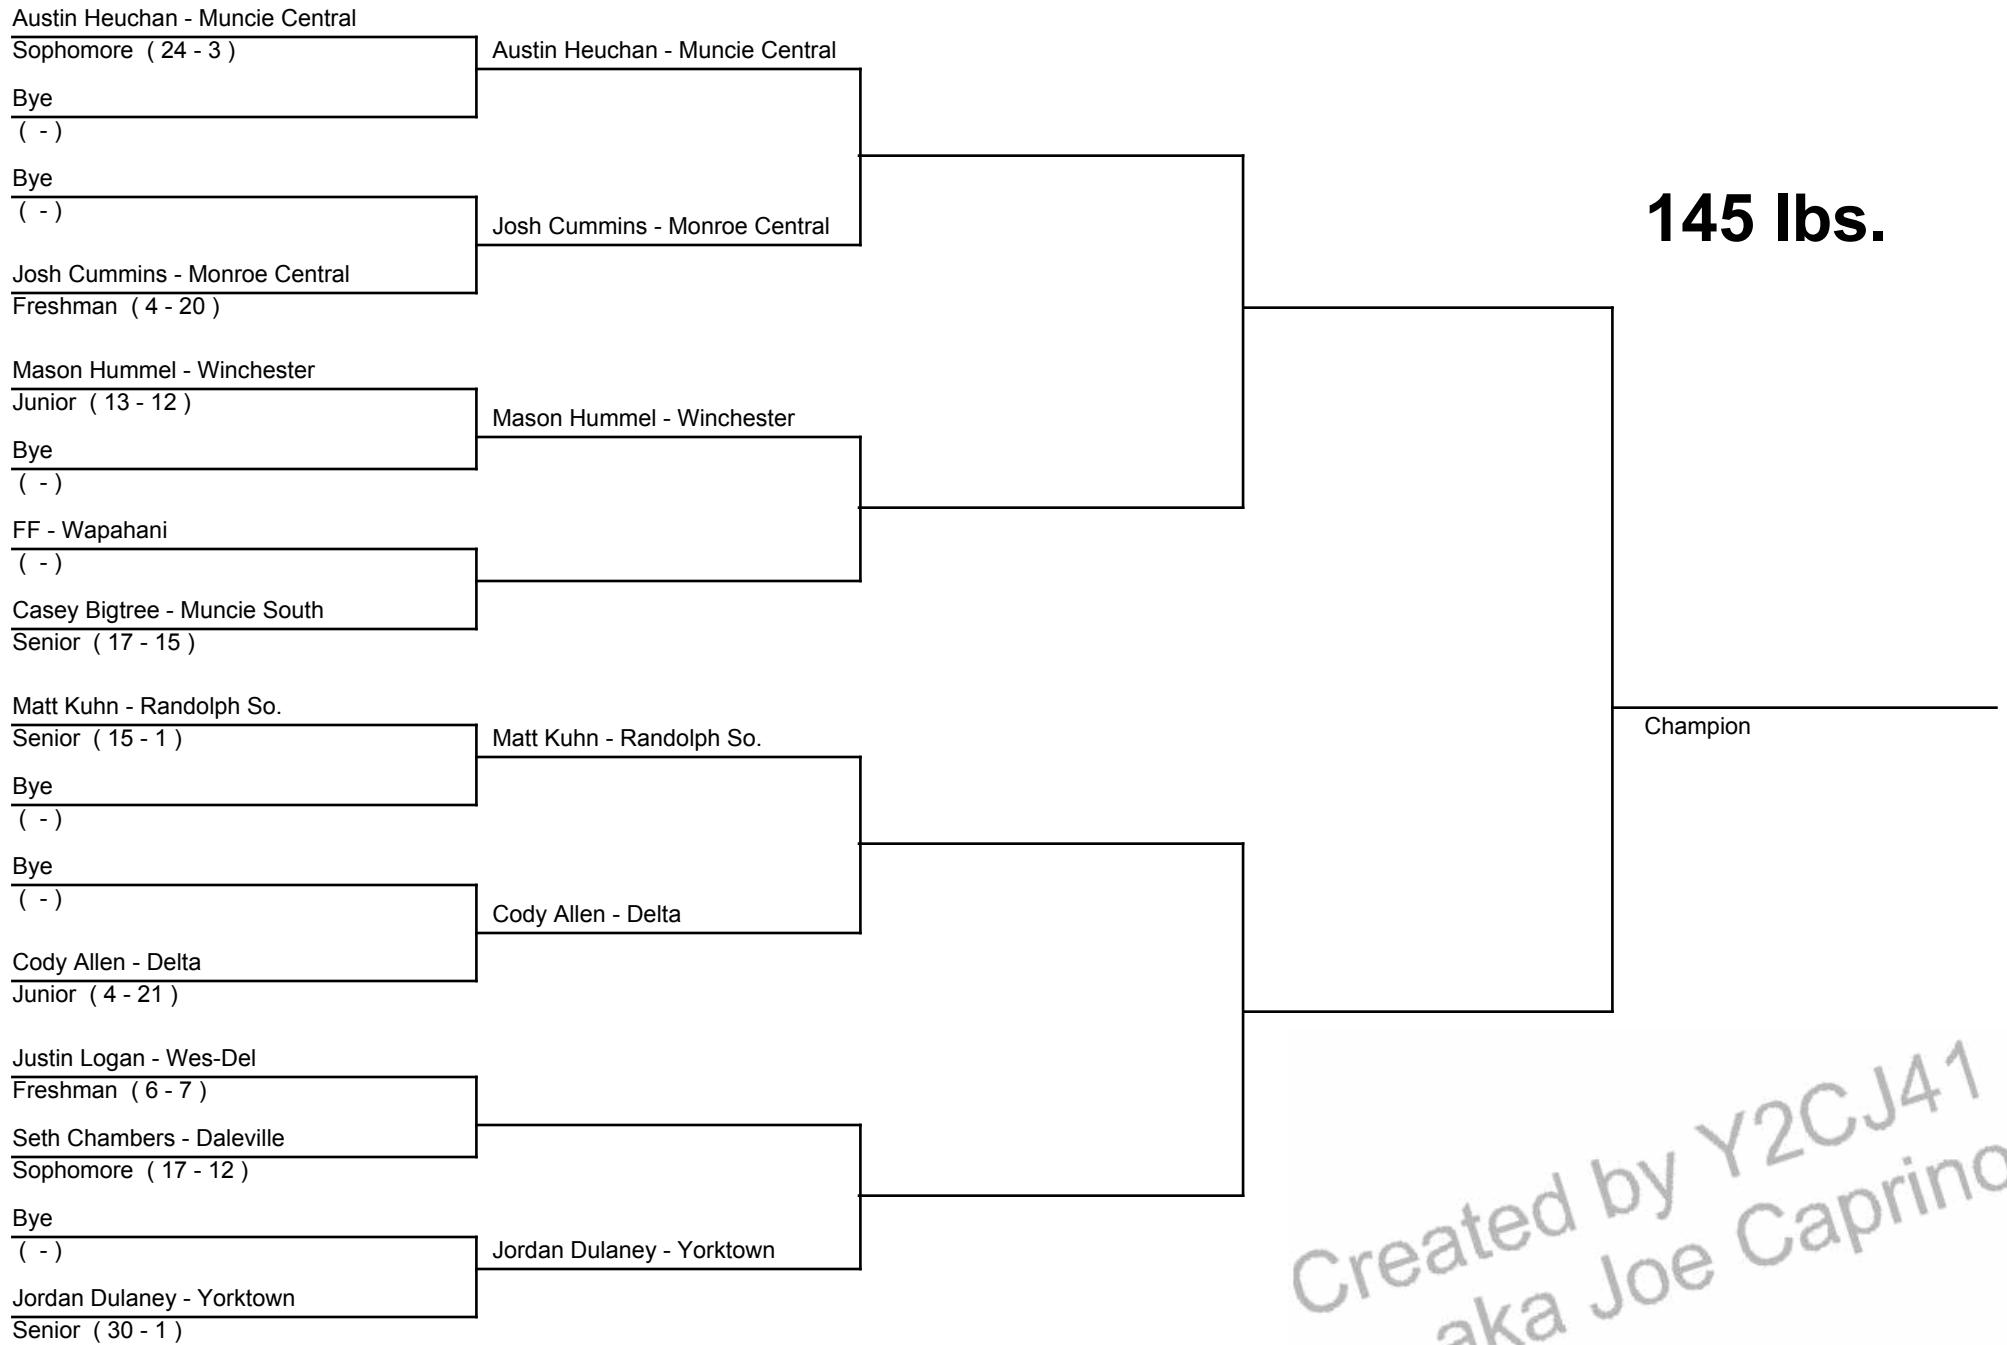 Austin Heuchan - Muncie Central
Sophomore ( 24 - 3 )
Bye
( - )
Bye
( - )
Josh Cummins - Monroe Central
Freshman ( 4 - 20 )
Mason Hummel - Winchester
Junior ( 13 - 12 )
Bye
( - )
FF - Wapahani
( - )
Casey Bigtree - Muncie South
Senior ( 17 - 15 )
Matt Kuhn - Randolph So.
Senior ( 15 - 1 )
Bye
( - )
Bye
( - )
Cody Allen - Delta
Junior ( 4 - 21 )
Justin Logan - Wes-Del
Freshman ( 6 - 7 )
Seth Chambers - Daleville
Sophomore ( 17 - 12 )
Bye
( - )
Jordan Dulaney - Yorktown
Senior ( 30 - 1 )
Austin Heuchan - Muncie Central
Josh Cummins - Monroe Central
Mason Hummel - Winchester
Matt Kuhn - Randolph So.
Cody Allen - Delta
Jordan Dulaney - Yorktown
145 lbs.
Champion
Created by Y2CJ41
aka Joe Caprino